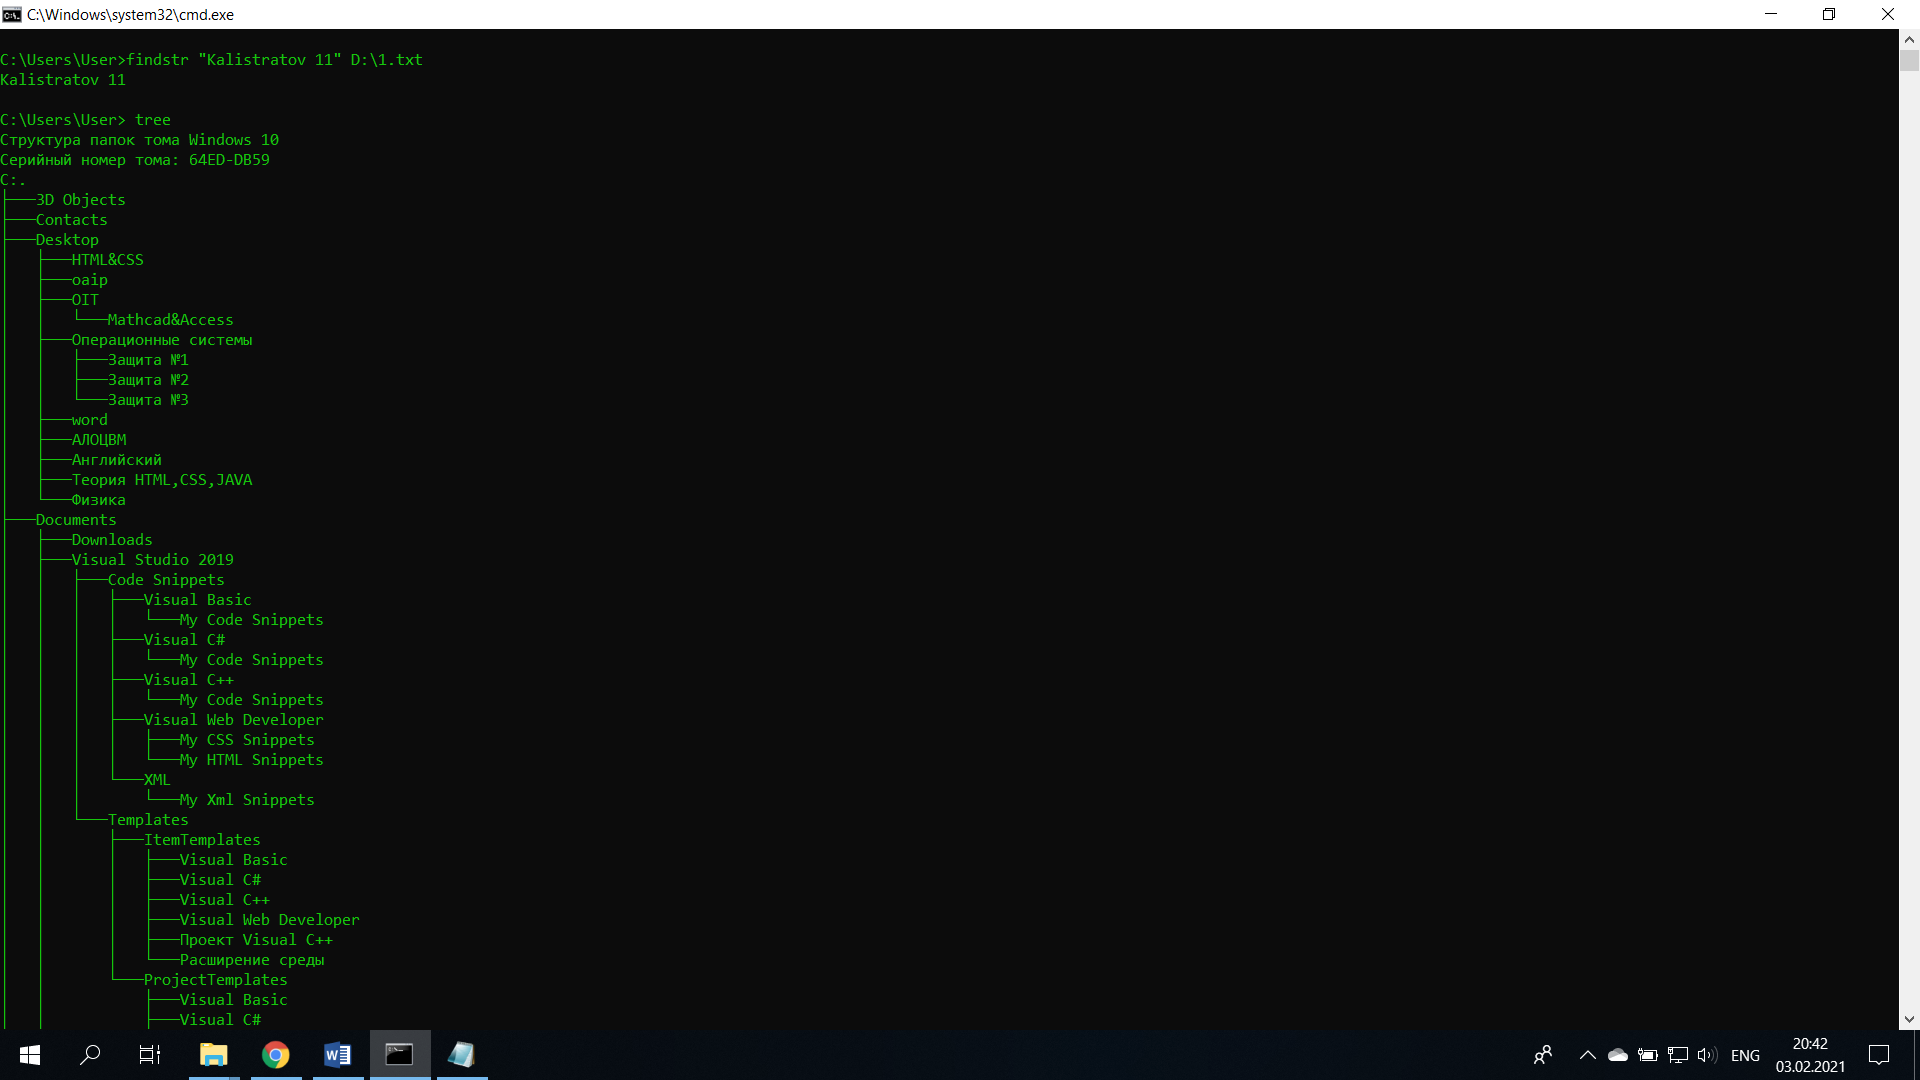 C:\Windows\system32\cmd.exe
C:\Users\User>findstr "Kalistratov 11" D:\1.txt
Kalistratov 11
C:\Users\User> tree
Структура папок тома Windows 10
Серийный номер тома: 64ED-DB59
C:.
├───3D Objects
├───Contacts
├───Desktop
│   ├───HTML&CSS
│   ├───oaip
│   ├───OIT
│   │   └───Mathcad&Access
│   ├───Операционные системы
│   │   ├───Защита №1
│   │   ├───Защита №2
│   │   └───Защита №3
│   ├───word
│   ├───АЛОЦВМ
│   ├───Английский
│   ├───Теория HTML,CSS,JAVA
│   └───Физика
├───Documents
│   ├───Downloads
│   ├───Visual Studio 2019
│   │   ├───Code Snippets
│   │   │   ├───Visual Basic
│   │   │   │   └───My Code Snippets
│   │   │   ├───Visual C#
│   │   │   │   └───My Code Snippets
│   │   │   ├───Visual C++
│   │   │   │   └───My Code Snippets
│   │   │   ├───Visual Web Developer
│   │   │   │   ├───My CSS Snippets
│   │   │   │   └───My HTML Snippets
│   │   │   └───XML
│   │   │       └───My Xml Snippets
│   │   └───Templates
│   │       ├───ItemTemplates
│   │       │   ├───Visual Basic
│   │       │   ├───Visual C#
│   │       │   ├───Visual C++
│   │       │   ├───Visual Web Developer
│   │       │   ├───Проект Visual C++
│   │       │   └───Расширение среды
│   │       └───ProjectTemplates
│   │           ├───Visual Basic
│   │           ├───Visual C#
ENG
20:42
03.02.2021